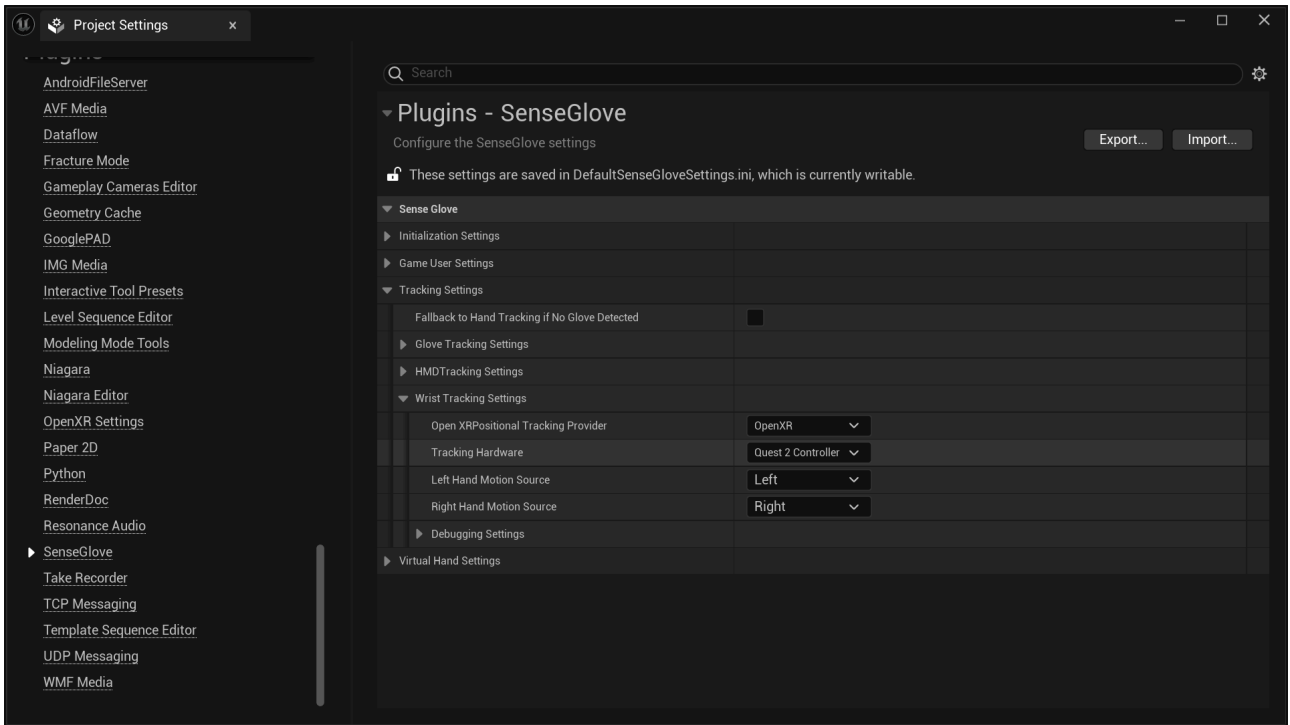 Project Settings
Plugins
AndroidFileServer
AVF Media
Dataflow
Fracture Mode
Gameplay Cameras Editor
Geometry Cache
GooglePAD
IMG Media
Interactive Tool Presets
Level Sequence Editor
Modeling Mode Tools
Niagara
Niagara Editor
OpenXR Settings
Paper 2D
Python
RenderDoc
Resonance Audio
SenseGlove
Take Recorder
TCP Messaging
Template Sequence Editor
UDP Messaging
WMF Media
Search
Plugins - SenseGlove
Configure the SenseGlove settings
Export... Import...
These settings are saved in DefaultSenseGloveSettings.ini, which is currently writable.
Sense Glove
Initialization Settings
Game User Settings
Tracking Settings
Fallback to Hand Tracking if No Glove Detected
Glove Tracking Settings
HMDTracking Settings
Wrist Tracking Settings
Open XRPositional Tracking Provider OpenXR
Tracking Hardware Quest 2 Controller
Left Hand Motion Source Left
Right Hand Motion Source Right
Debugging Settings
Virtual Hand Settings